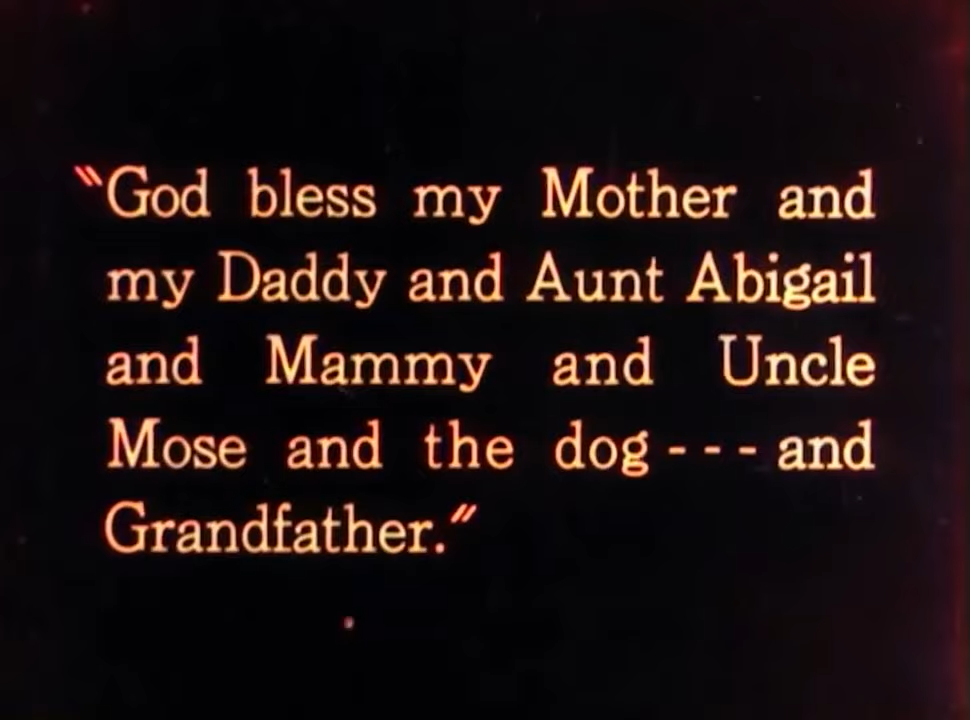 "God bless my Mother and
my Daddy and Aunt Abigail
and Mammy and Uncle
Mose and the dog---and
Grandfather."